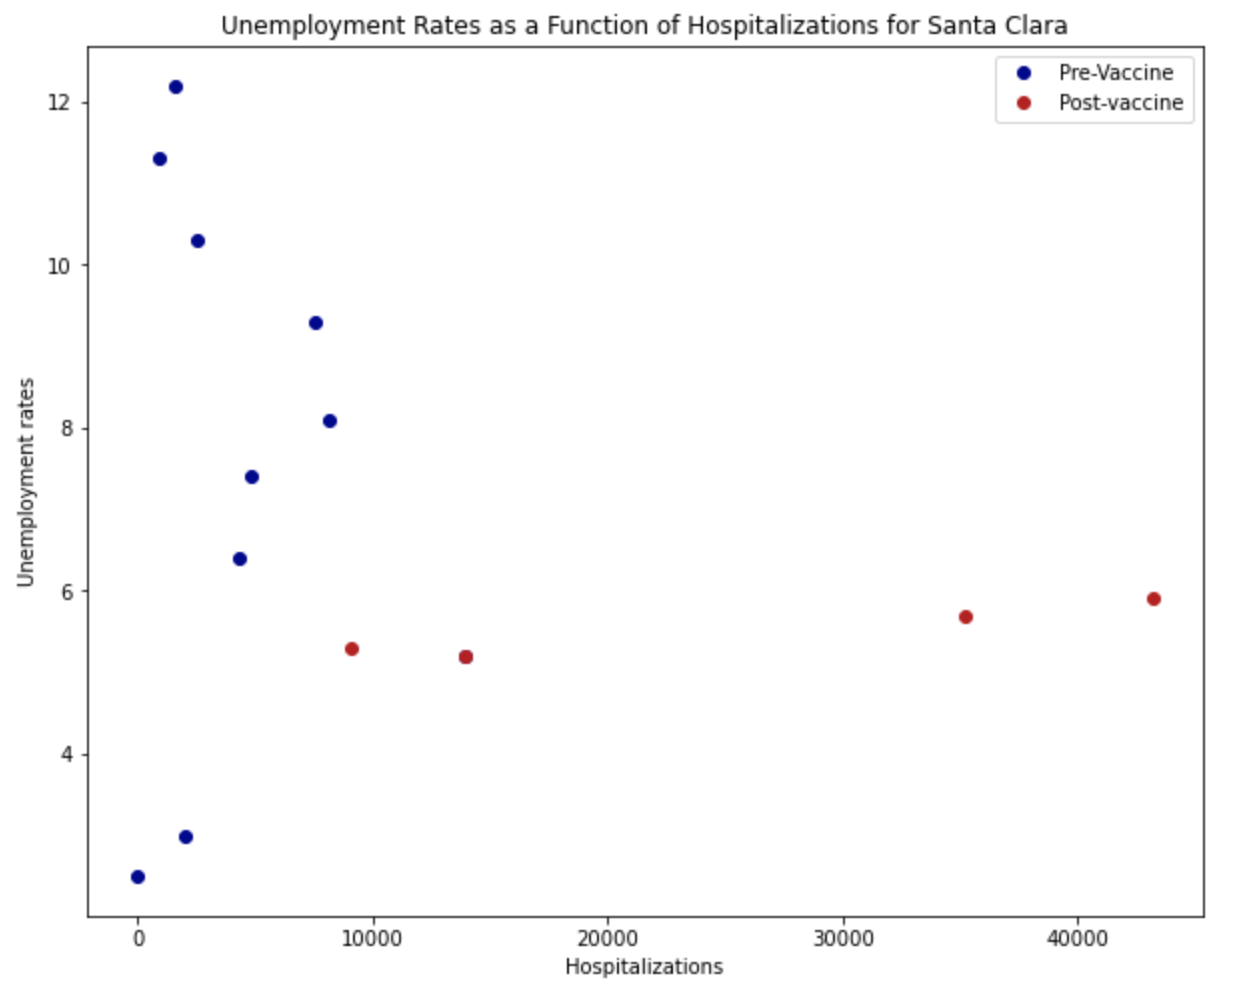 Unemployment Rates as a Function of Hospitalizations for Santa Clara
Pre-Vaccine
Post-vaccine
Unemployment rates
12
10
8
6
4
0 10000 20000 30000 40000
Hospitalizations